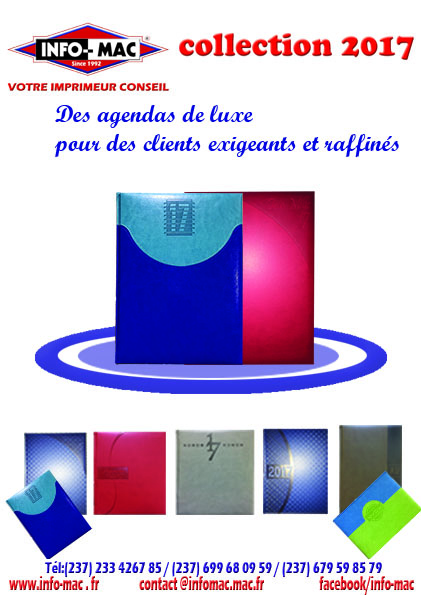 INFO-MAC ®
Since 1992
collection 2017
VOTRE IMPRIMEUR CONSEIL
Des agendas de luxe
pour des clients exigeants et raffinés
17
17
2017
Tél:(237) 233 4267 85 / (237) 699 68 09 59 / (237) 679 59 85 79
www.info-mac . fr contact @infomac.mac.fr facebook/info-mac